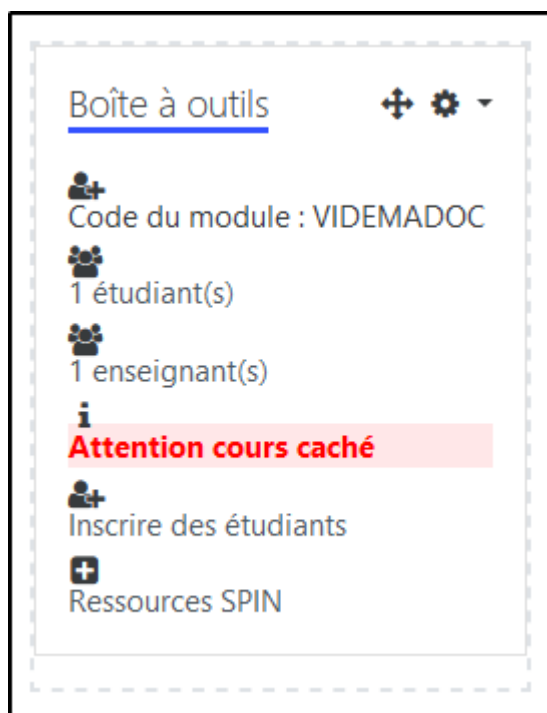 Boîte à outils
Code du module : VIDEMADOC
1 étudiant(s)
1 enseignant(s)
Attention cours caché
Inscrire des étudiants
Ressources SPIN